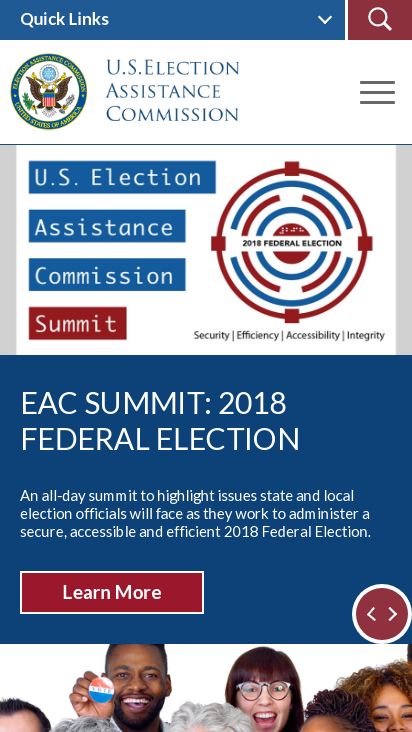 Quick Links
U.S. Election
Assistance
Commission
U.S. Election
Assistance
Commission
Summit
2018 FEDERAL ELECTION
Security | Efficiency | Accessibility | Integrity
EAC SUMMIT: 2018
FEDERAL ELECTION
An all-day summit to highlight issues state and local
election officials will face as they work to administer a
secure, accessible and efficient 2018 Federal Election.
Learn More
VOTE